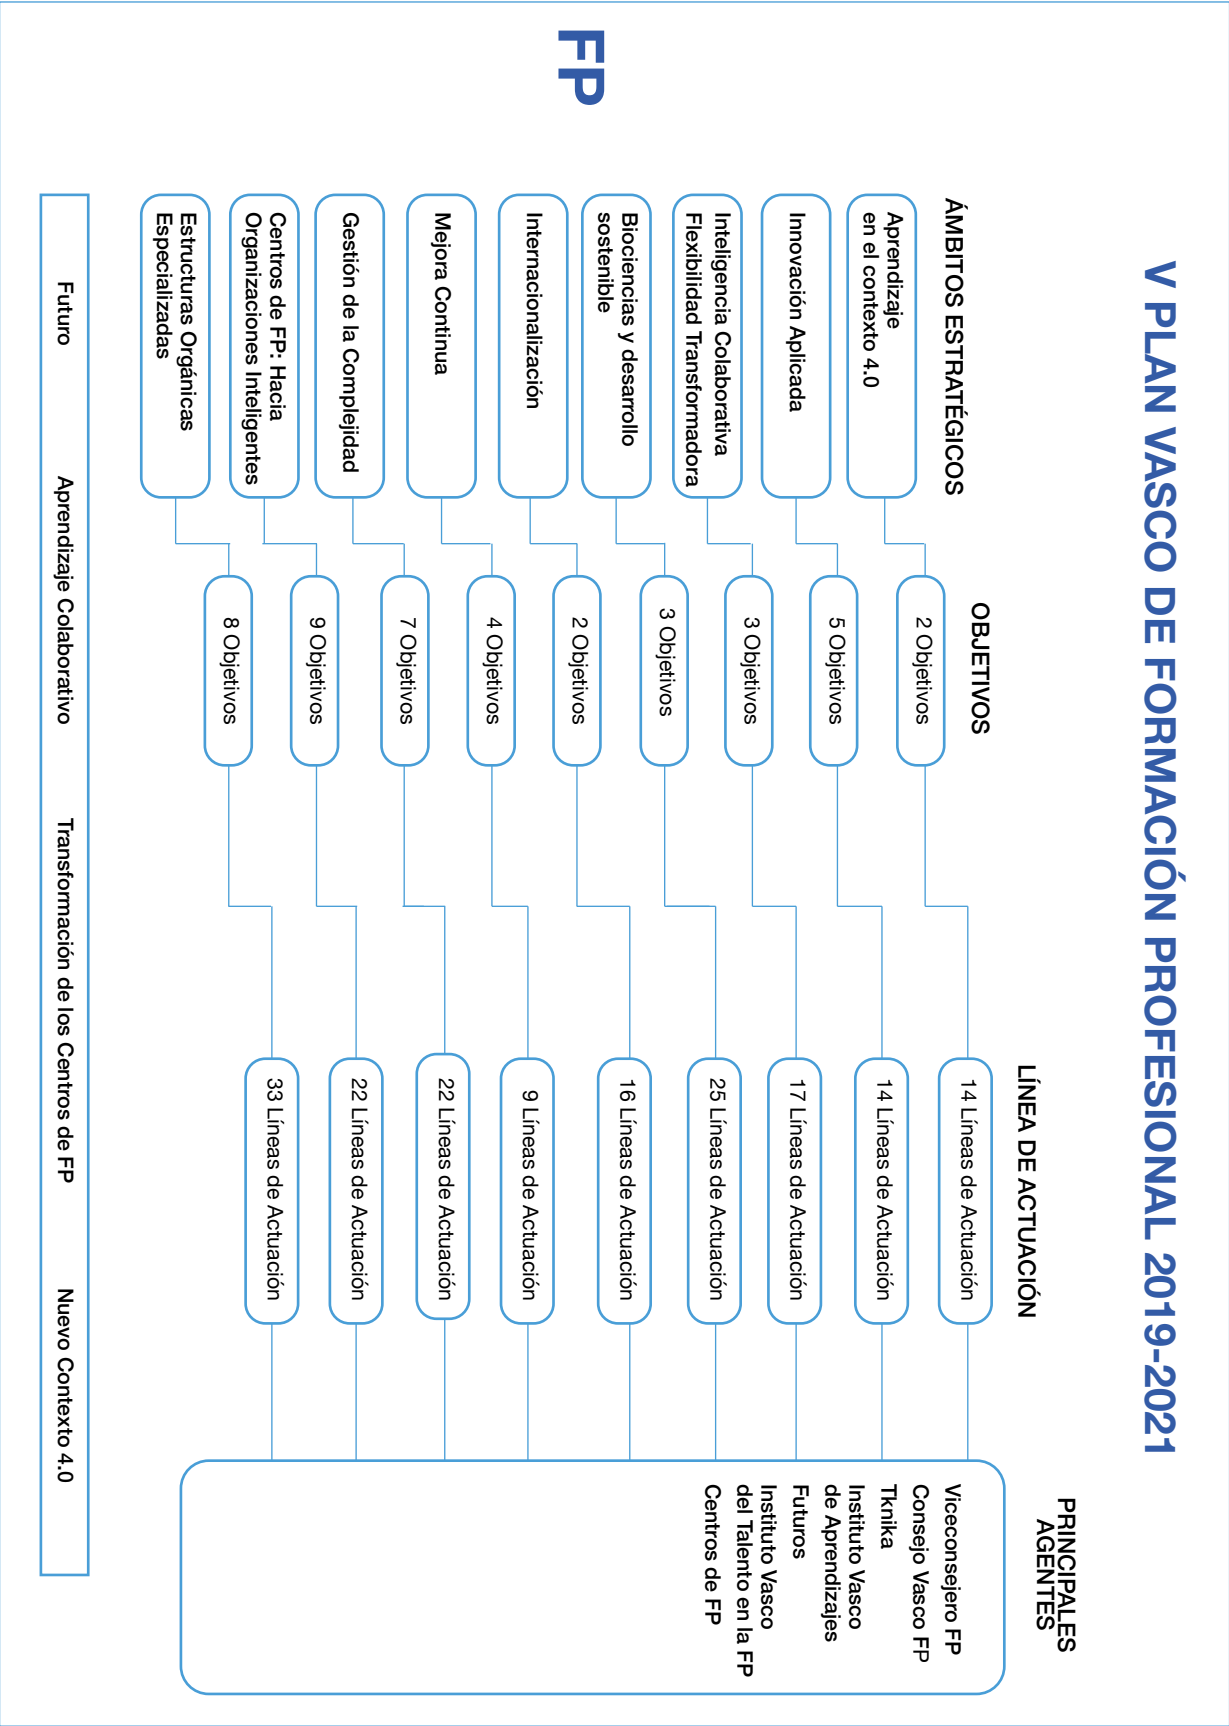 V PLAN VASCO DE FORMACIÓN PROFESIONAL 2019-2021
FP
ÁMBITOS ESTRATÉGICOS
OBJETIVOS
LÍNEA DE ACTUACIÓN
PRINCIPALES
AGENTES
Aprendizaje
en el contexto 4.0
2 Objetivos
14 Líneas de Actuación
Innovación Aplicada
5 Objetivos
14 Líneas de Actuación
Inteligencia Colaborativa
Flexibilidad Transformadora
3 Objetivos
17 Líneas de Actuación
Biociencias y desarrollo
sostenible
3 Objetivos
25 Líneas de Actuación
Internacionalización
2 Objetivos
16 Líneas de Actuación
Mejora Continua
4 Objetivos
9 Líneas de Actuación
Gestión de la Complejidad
7 Objetivos
22 Líneas de Actuación
Centros de FP: Hacia
Organizaciones Inteligentes
9 Objetivos
22 Líneas de Actuación
Estructuras Orgánicas
Especializadas
8 Objetivos
33 Líneas de Actuación
Viceconsejero FP
Consejo Vasco FP
Tknika
Instituto Vasco
de Aprendizajes
Futuros
Instituto Vasco
del Talento en la FP
Centros de FP
Futuro Aprendizaje Colaborativo Transformación de los Centros de FP Nuevo Contexto 4.0